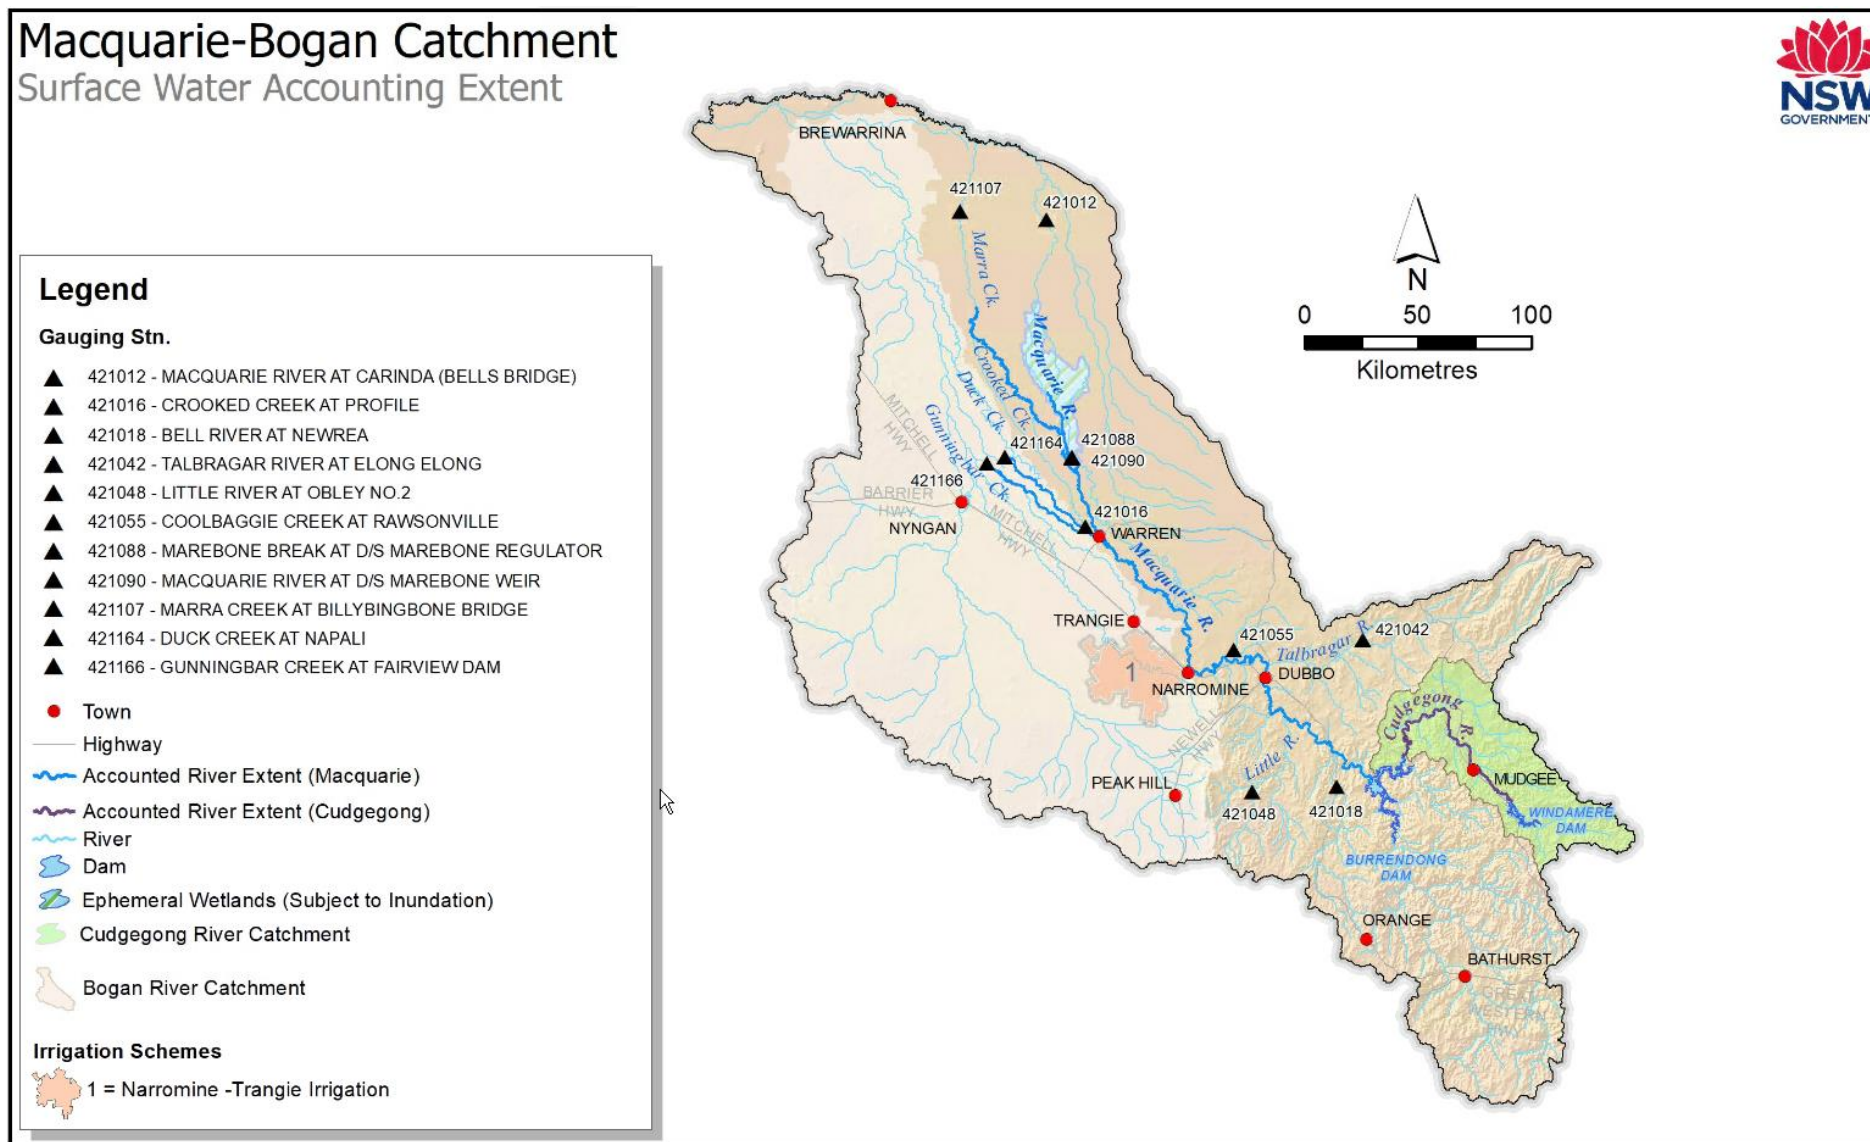 Macquarie-Bogan Catchment
Surface Water Accounting Extent
NSW
GOVERNMENT
Legend
Gauging Stn.
421012 - MACQUARIE RIVER AT CARINDA (BELLS BRIDGE)
421016 - CROOKED CREEK AT PROFILE
421018 - BELL RIVER AT NEWREA
421042 - TALBRAGAR RIVER AT ELONG ELONG
421048 - LITTLE RIVER AT OBLEY NO.2
421055 - COOLBAGGIE CREEK AT RAWSONVILLE
421088 - MAREBONE BREAK AT D/S MAREBONE REGULATOR
421090 - MACQUARIE RIVER AT D/S MAREBONE WEIR
421107 - MARRA CREEK AT BILLYBINGBONE BRIDGE
421164 - DUCK CREEK AT NAPALI
421166 - GUNNINGBAR CREEK AT FAIRVIEW DAM
Town
Highway
Accounted River Extent (Macquarie)
Accounted River Extent (Cudgegong)
River
Dam
Ephemeral Wetlands (Subject to Inundation)
Cudgegong River Catchment
Bogan River Catchment
Irrigation Schemes
1 = Narromine -Trangie Irrigation
BREWARRINA
421107
421012
Marra Ck.
Macquarie R.
Crooked Ck.
Duck Ck.
Gunningbar Ck.
MITCHELL
HWY
421164
421088
421090
421166
BARRIER
HWY
NYNGAN
MITCHELL
HWY
421016
WARREN
Macquarie R.
TRANGIE
1
421055
Talbragar R.
421042
NARROMINE
DUBBO
NEWELL
HWY
Cudgegong R.
Little R.
PEAK HILL
421048
421018
MUDGEE
WINDAMERE
DAM
BURRENDONG
DAM
ORANGE
BATHURST
GREAT
WESTERN
HWY
N
0 50 100
Kilometres